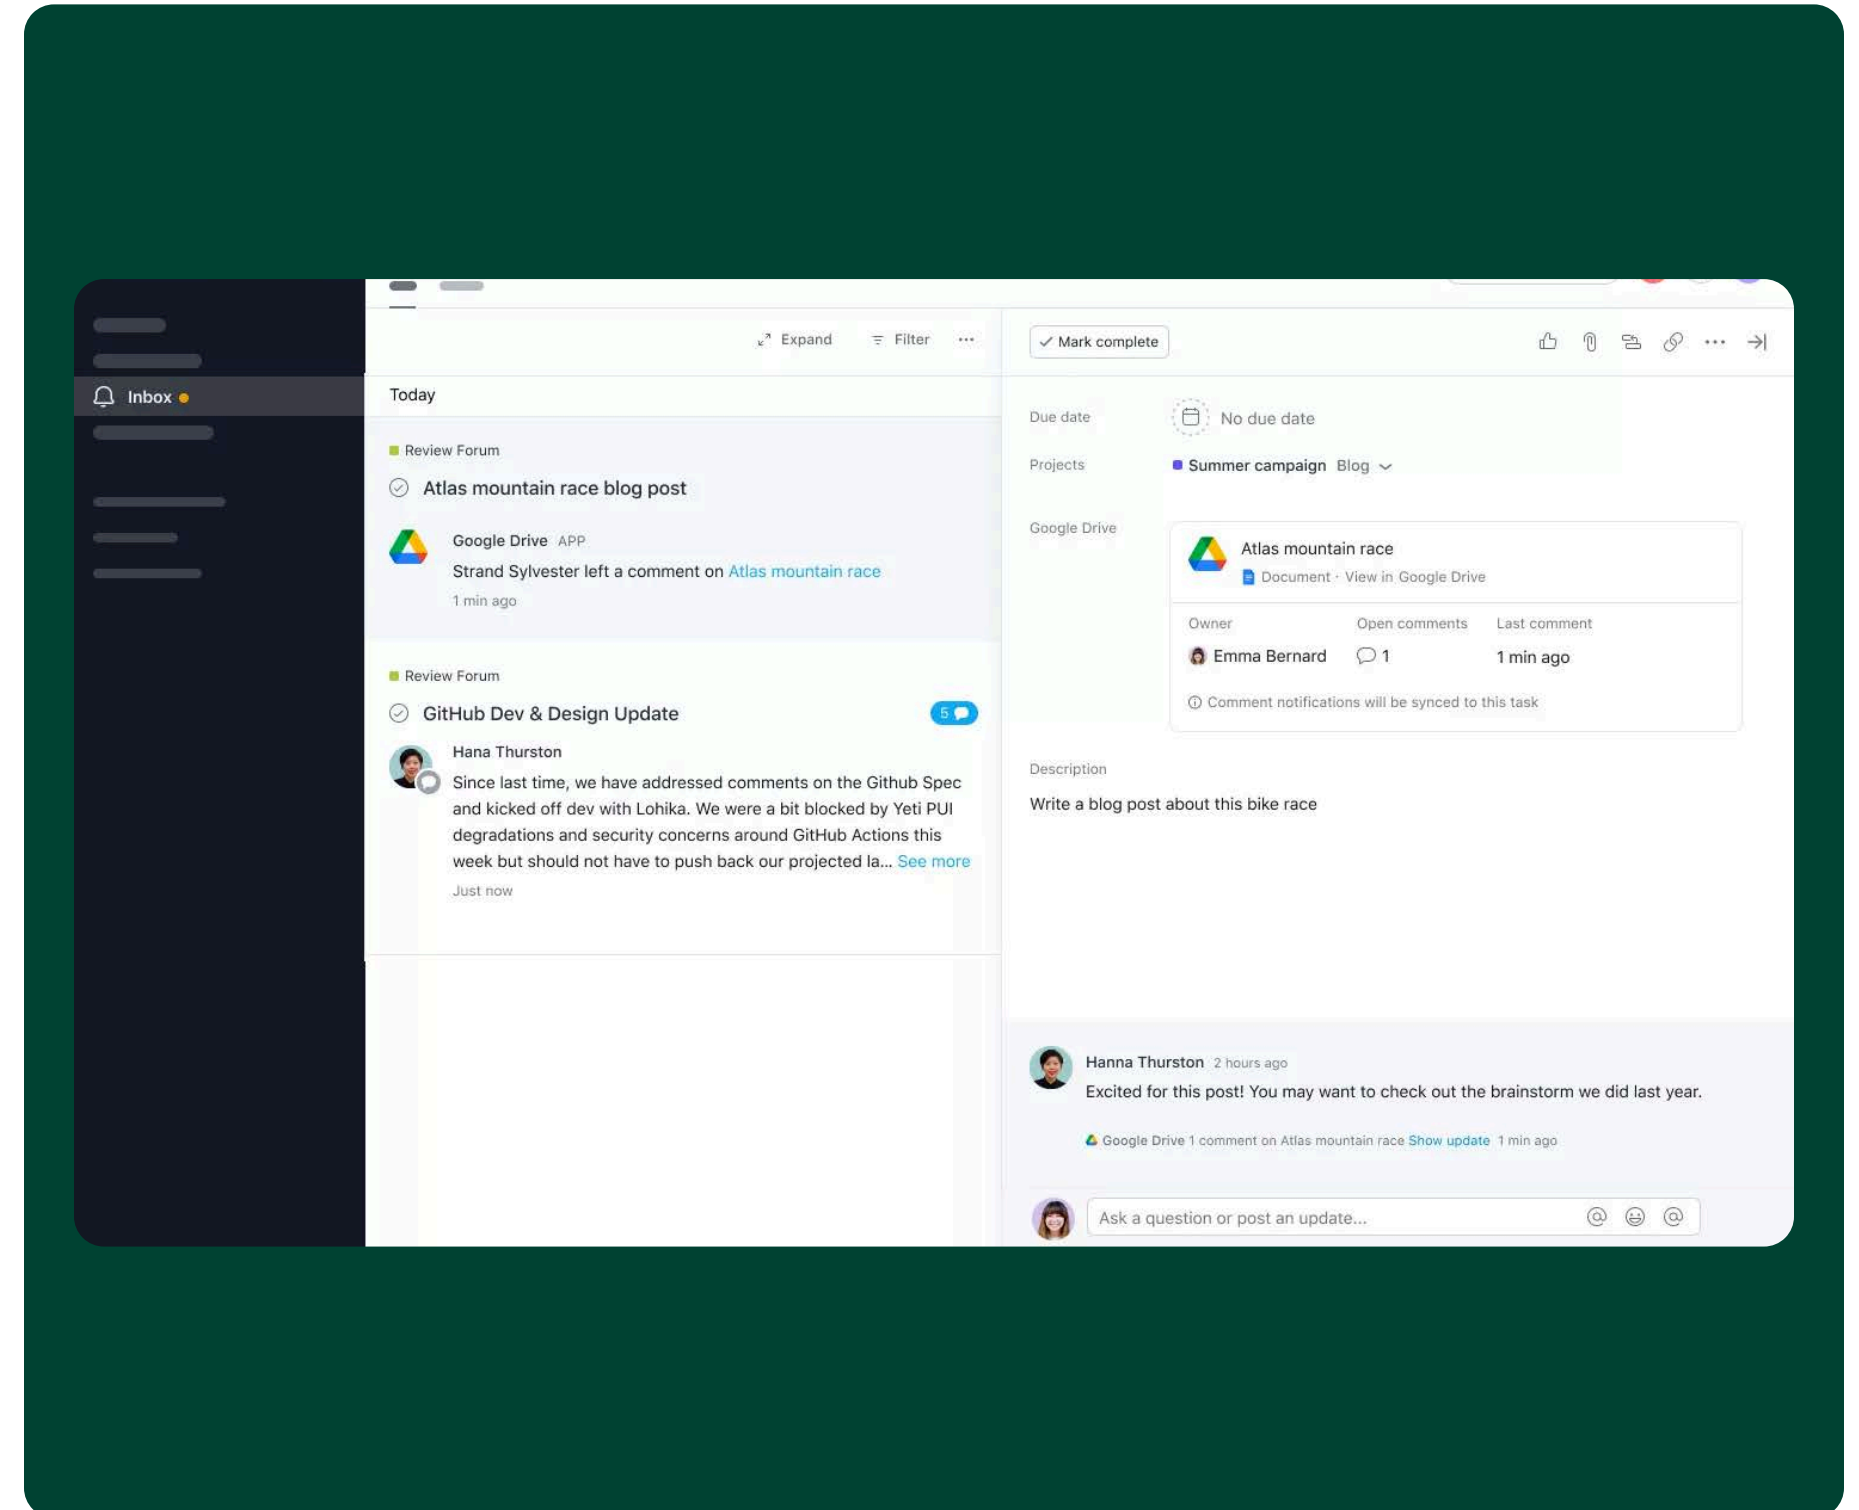 Inbox
Expand
Filter
Today
Review Forum
Atlas mountain race blog post
Google Drive APP
Strand Sylvester left a comment on Atlas mountain race
1 min ago
Review Forum
GitHub Dev & Design Update
5
Hana Thurston
Since last time, we have addressed comments on the Github Spec
and kicked off dev with Lohika. We were a bit blocked by Yeti PUI
degradations and security concerns around GitHub Actions this
week but should not have to push back our projected la... See more
Just now
Mark complete
Due date No due date
Projects Summer campaign Blog
Google Drive
Atlas mountain race
Document · View in Google Drive
Owner Open comments Last comment
Emma Bernard 1 1 min ago
Comment notifications will be synced to this task
Description
Write a blog post about this bike race
Hanna Thurston 2 hours ago
Excited for this post! You may want to check out the brainstorm we did last year.
Google Drive 1 comment on Atlas mountain race Show update 1 min ago
Ask a question or post an update...